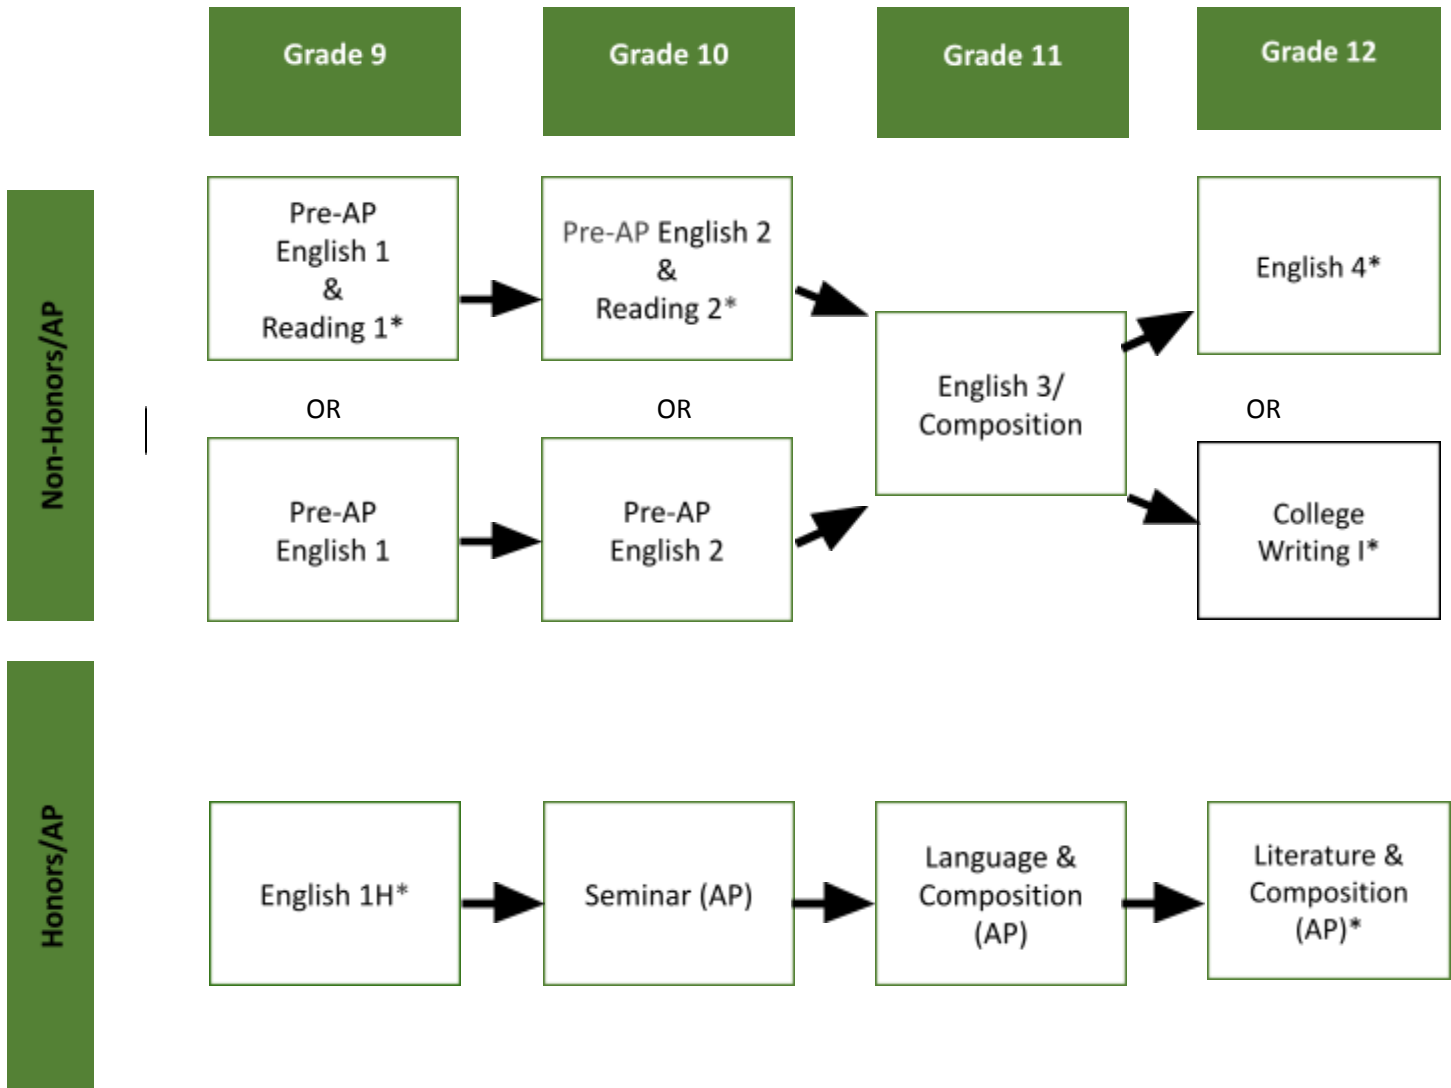 Grade 9
Grade 10
Grade 11
Grade 12
Non-Honors/AP
Pre-AP
English 1
&
Reading 1*
Pre-AP English 2
&
Reading 2*
English 3/
Composition
English 4*
OR
OR
OR
Pre-AP
English 1
Pre-AP
English 2
College
Writing I*
Honors/AP
English 1H*
Seminar (AP)
Language &
Composition
(AP)
Literature &
Composition
(AP)*